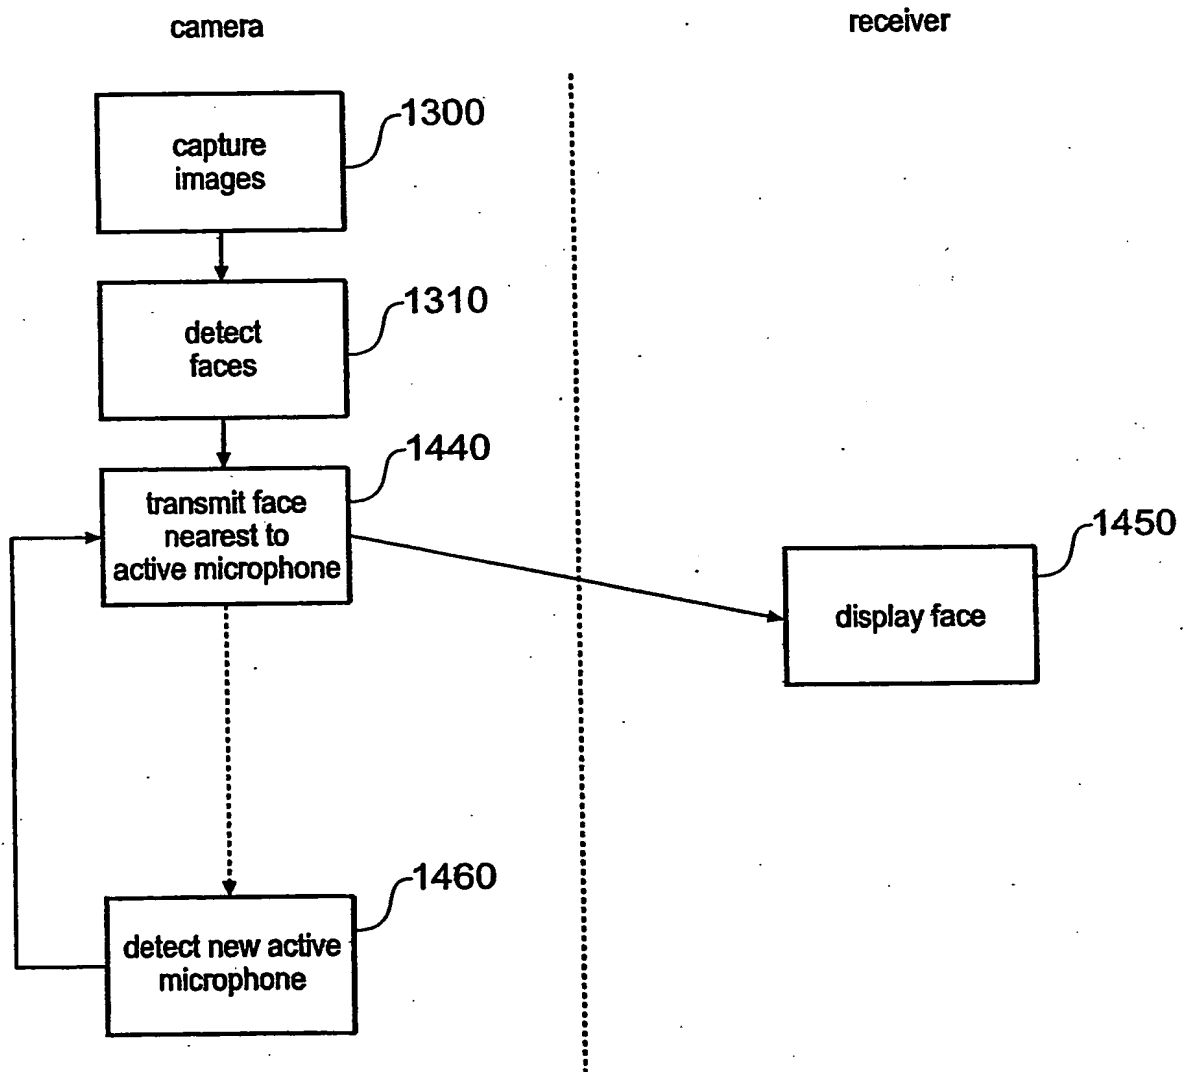 camera
receiver
1300
capture
images
1310
detect
faces
1440
transmit face
nearest to
active microphone
1450
display face
1460
detect new active
microphone